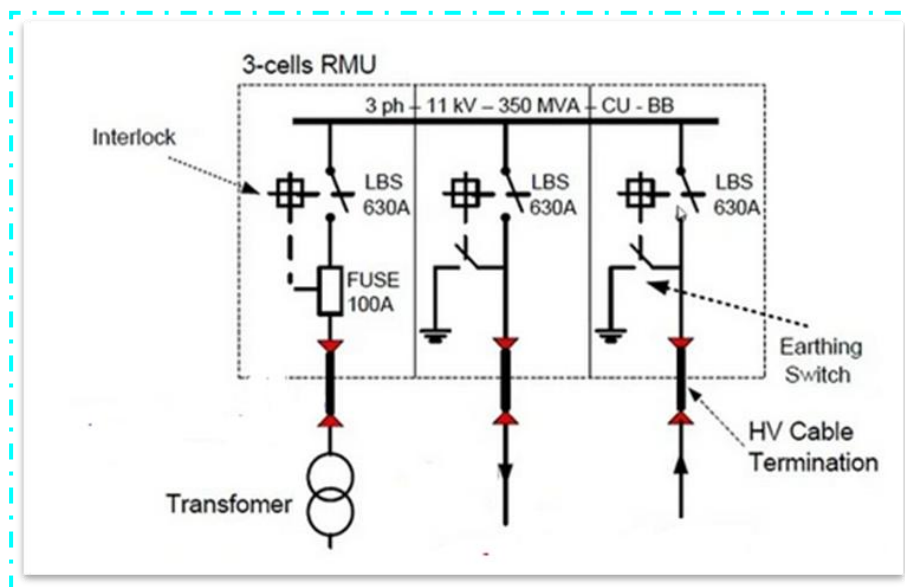 3-cells RMU
3 ph - 11 kV - 350 MVA - CU - BB
Interlock
LBS
630A
LBS
630A
LBS
630A
FUSE
100A
Earthing
Switch
HV Cable
Termination
Transfomer